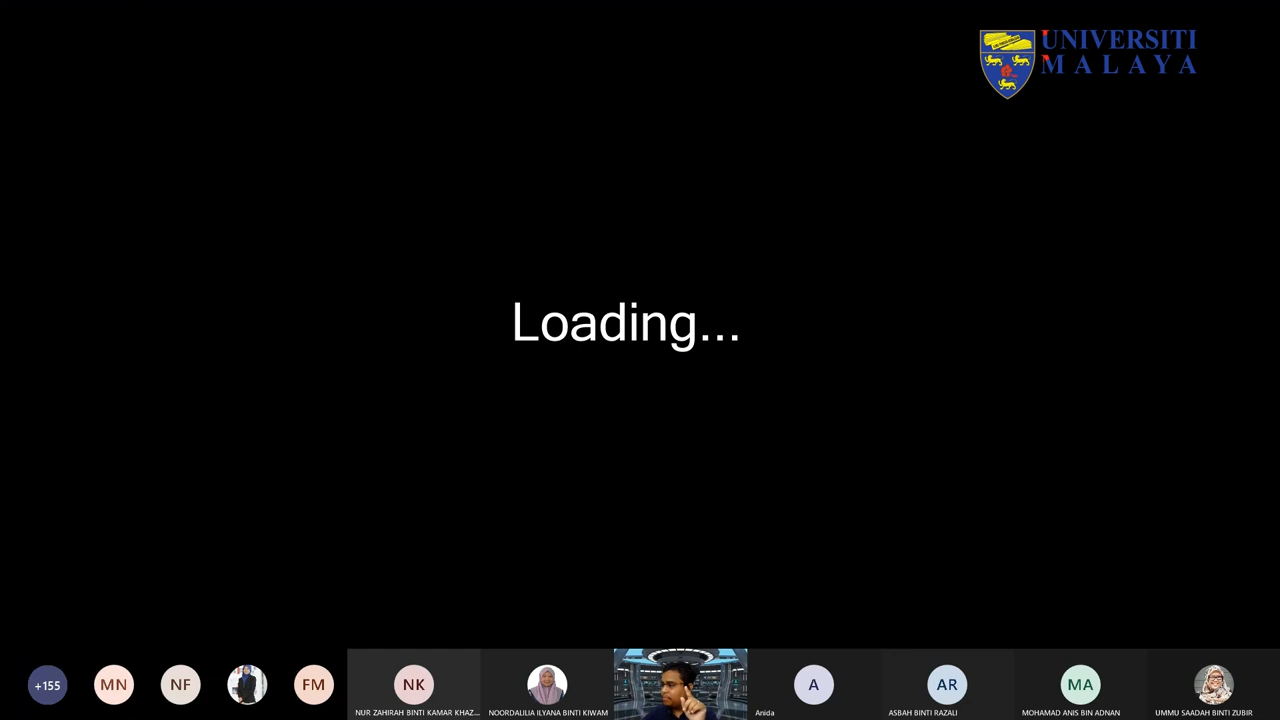 UNIVERSITI
MALAYA
Loading...
+155
MN
NF
FM
NK
A
AR
MA
NUR ZAHIRAH BINTI KAMAR KHAZ...
NOORDALILIA ILYANA BINTI KIWAM
Anida
ASBAH BINTI RAZALI
MOHAMAD ANIS BIN ADNAN
UMMU SAADAH BINTI ZUBIR